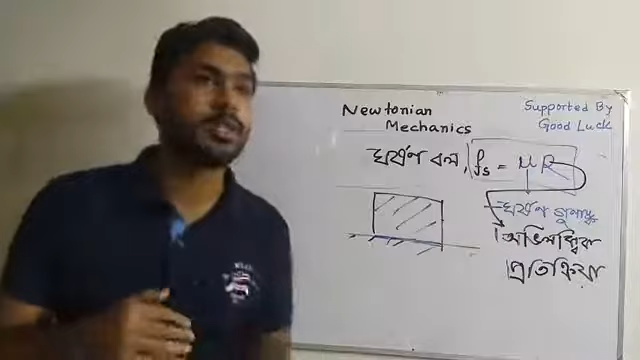 Newtonian
Mechanics
Supported By
Good Luck
ঘর্ষণ বল, fs = μR
ঘর্ষণ গুনাঙ্ক
অভিলম্বিক
প্রতিক্রিয়া